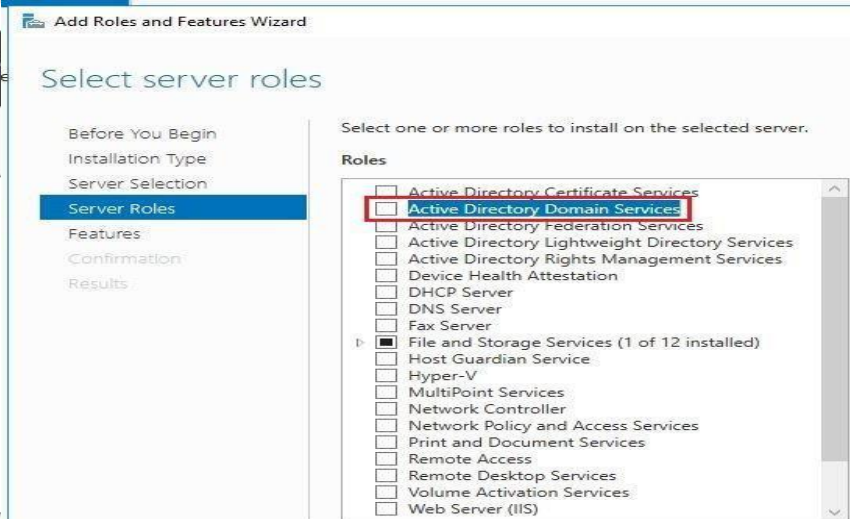 Add Roles and Features Wizard
Select server roles
Before You Begin
Installation Type
Server Selection
Server Roles
Features
Confirmation
Results
Select one or more roles to install on the selected server.
Roles
Active Directory Certificate Services
Active Directory Domain Services
Active Directory Federation Services
Active Directory Lightweight Directory Services
Active Directory Rights Management Services
Device Health Attestation
DHCP Server
DNS Server
Fax Server
File and Storage Services (1 of 12 installed)
Host Guardian Service
Hyper-V
MultiPoint Services
Network Controller
Network Policy and Access Services
Print and Document Services
Remote Access
Remote Desktop Services
Volume Activation Services
Web Server (IIS)